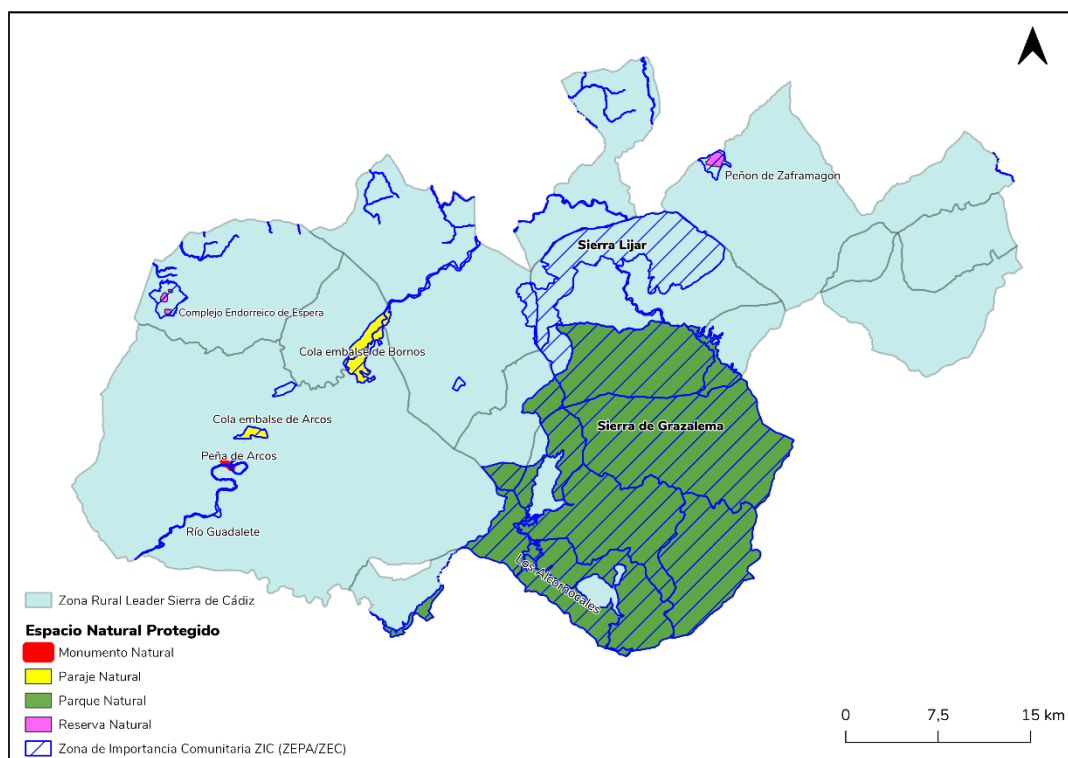 Peñon de Zaframagon
Sierra Lijar
Complejo Endorreico de Espera
Cola embalse de Bornos
Cola embalse de Arcos
Sierra de Grazalema
Peña de Arcos
Río Guadalete
Los Alcornocales
Zona Rural Leader Sierra de Cádiz
Espacio Natural Protegido
Monumento Natural
Paraje Natural
Parque Natural
Reserva Natural
Zona de Importancia Comunitaria ZIC (ZEPA/ZEC)
0 7,5 15 km